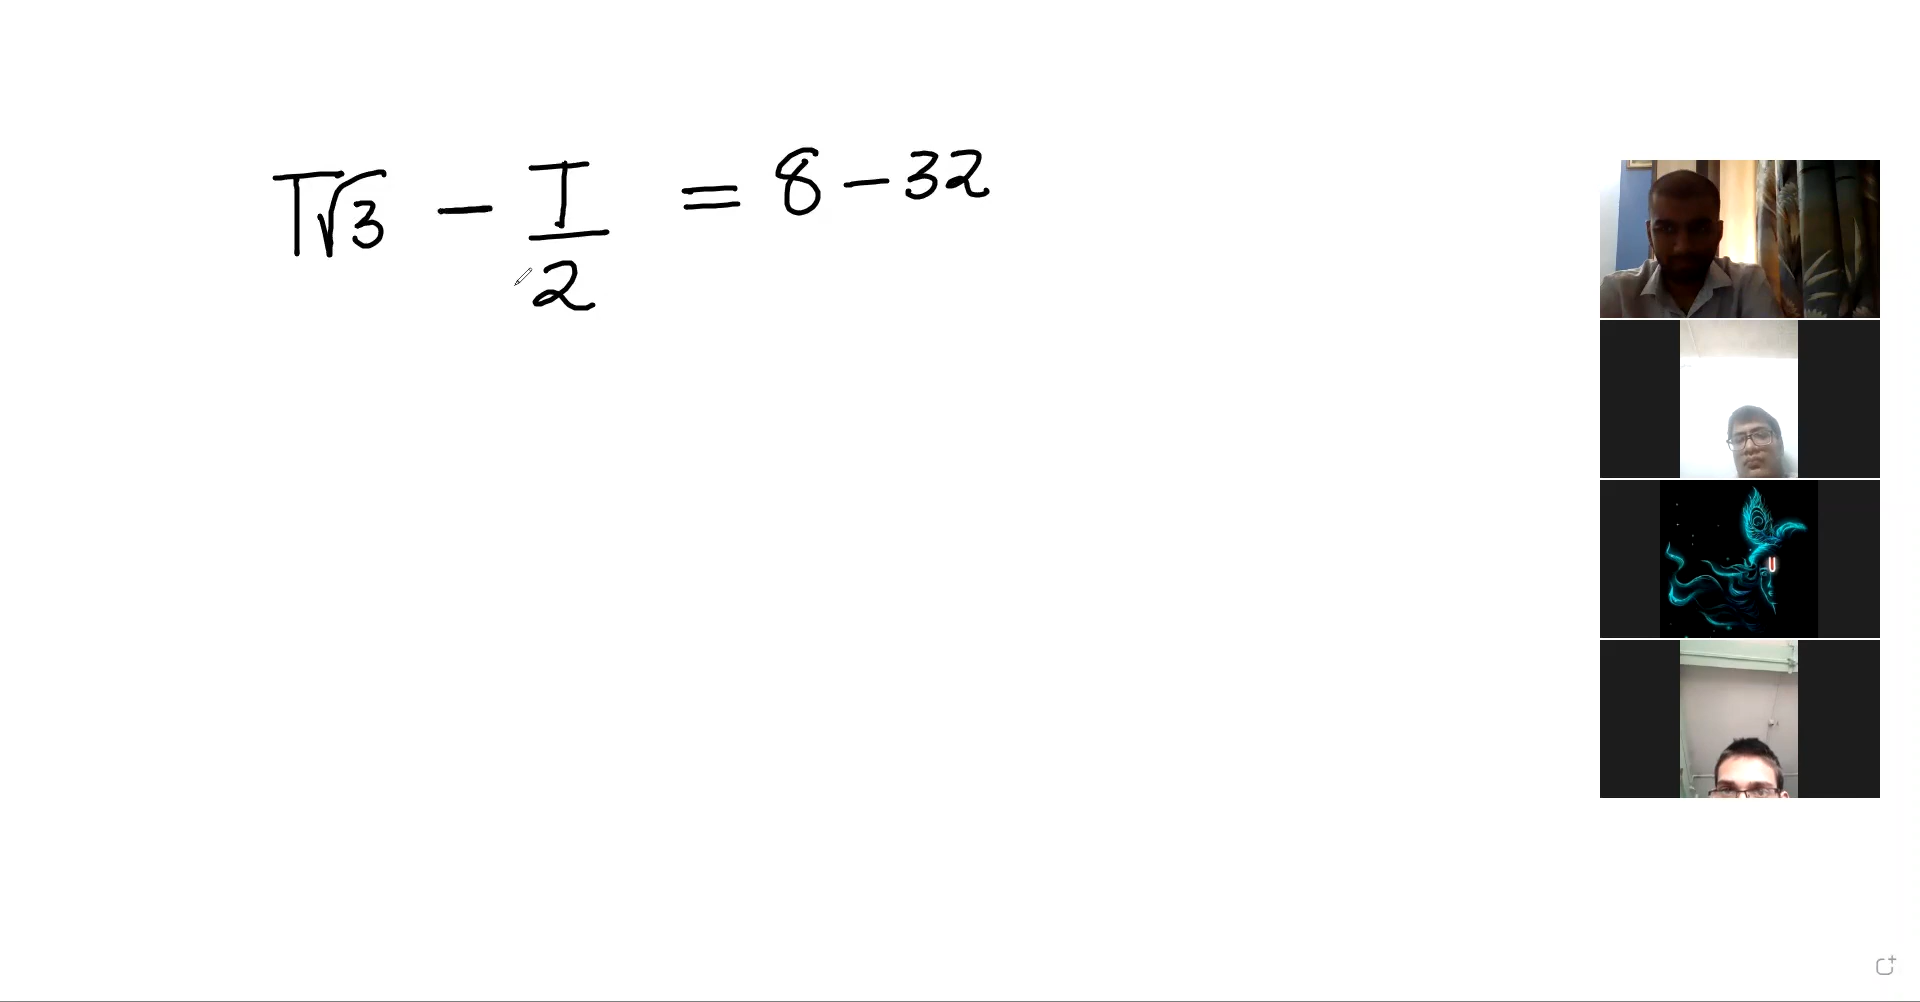 T√3 - T/2 = 8 - 32